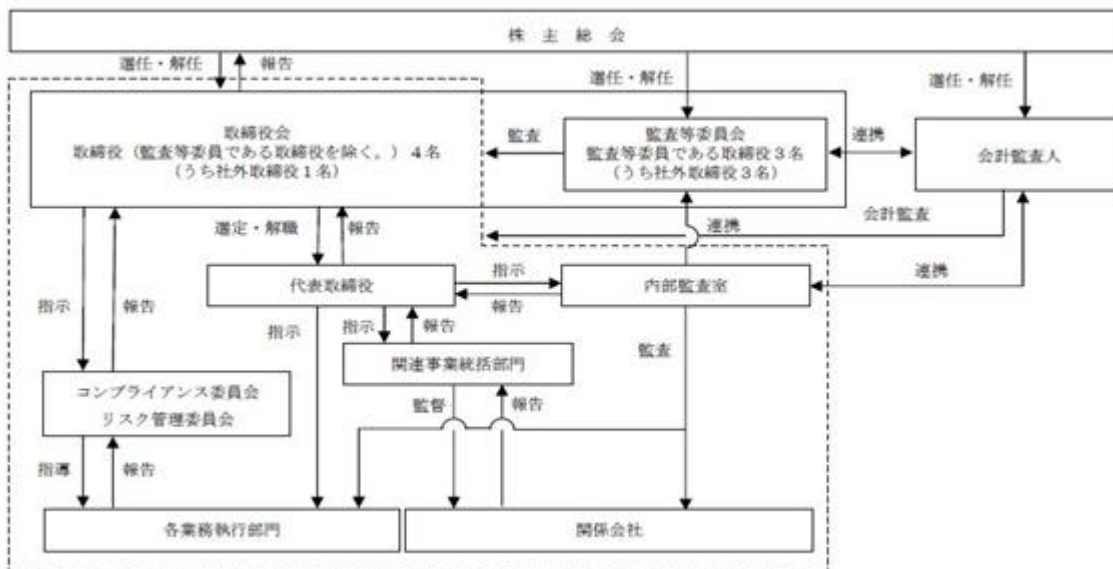 株主総会
選任・解任
報告
選任・解任
選任・解任
取締役会
取締役（監査等委員である取締役を除く。）４名
（うち社外取締役１名）
監査
監査等委員会
監査等委員である取締役３名
（うち社外取締役３名）
連携
会計監査人
選定・解職
報告
連携
会計監査
指示
報告
代表取締役
指示
報告
内部監査室
連携
指示
指示
報告
監査
関連事業統括部門
コンプライアンス委員会
リスク管理委員会
監督
報告
指導
報告
各業務執行部門
関係会社